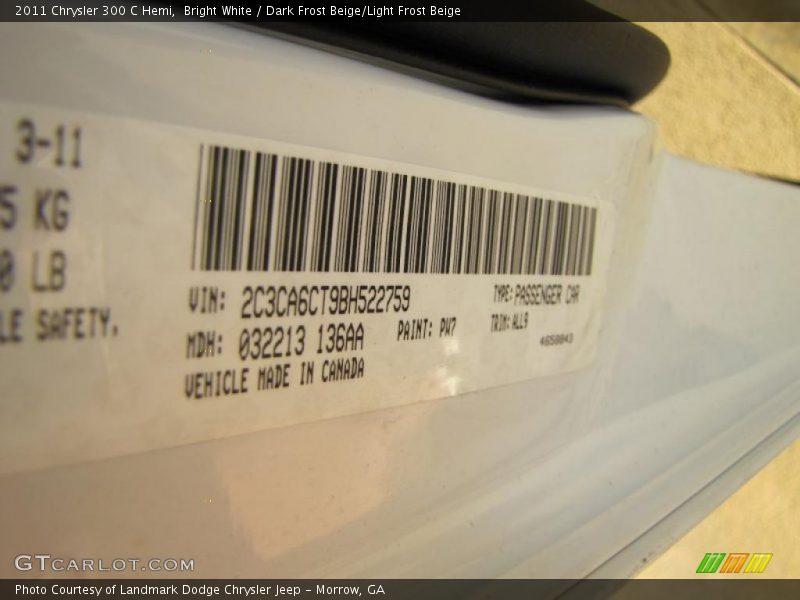 2011 Chrysler 300 C Hemi,  Bright White / Dark Frost Beige/Light Frost Beige
3-11
5 KG
0 LB
LE SAFETY.
VIN: 2C3CA6CT9BH522759
TYPE: PASSENGER CAR
MDH: 032213 136AA
PAINT: PW7
TRIM: ALL9
4658043
VEHICLE MADE IN CANADA
GTCARLOT.COM
Photo Courtesy of Landmark Dodge Chrysler Jeep – Morrow, GA